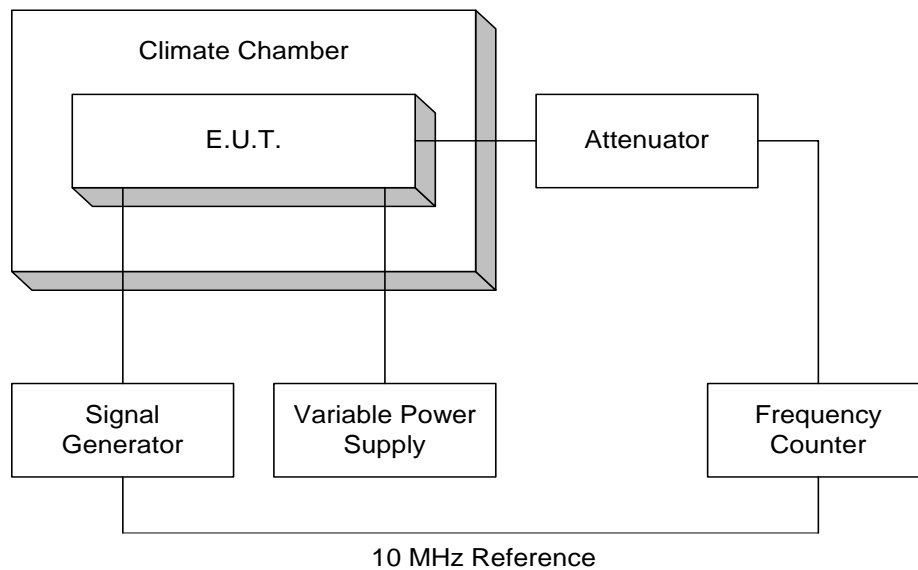 Climate Chamber
E.U.T.
Attenuator
Signal
Generator
Variable Power
Supply
Frequency
Counter
10 MHz Reference